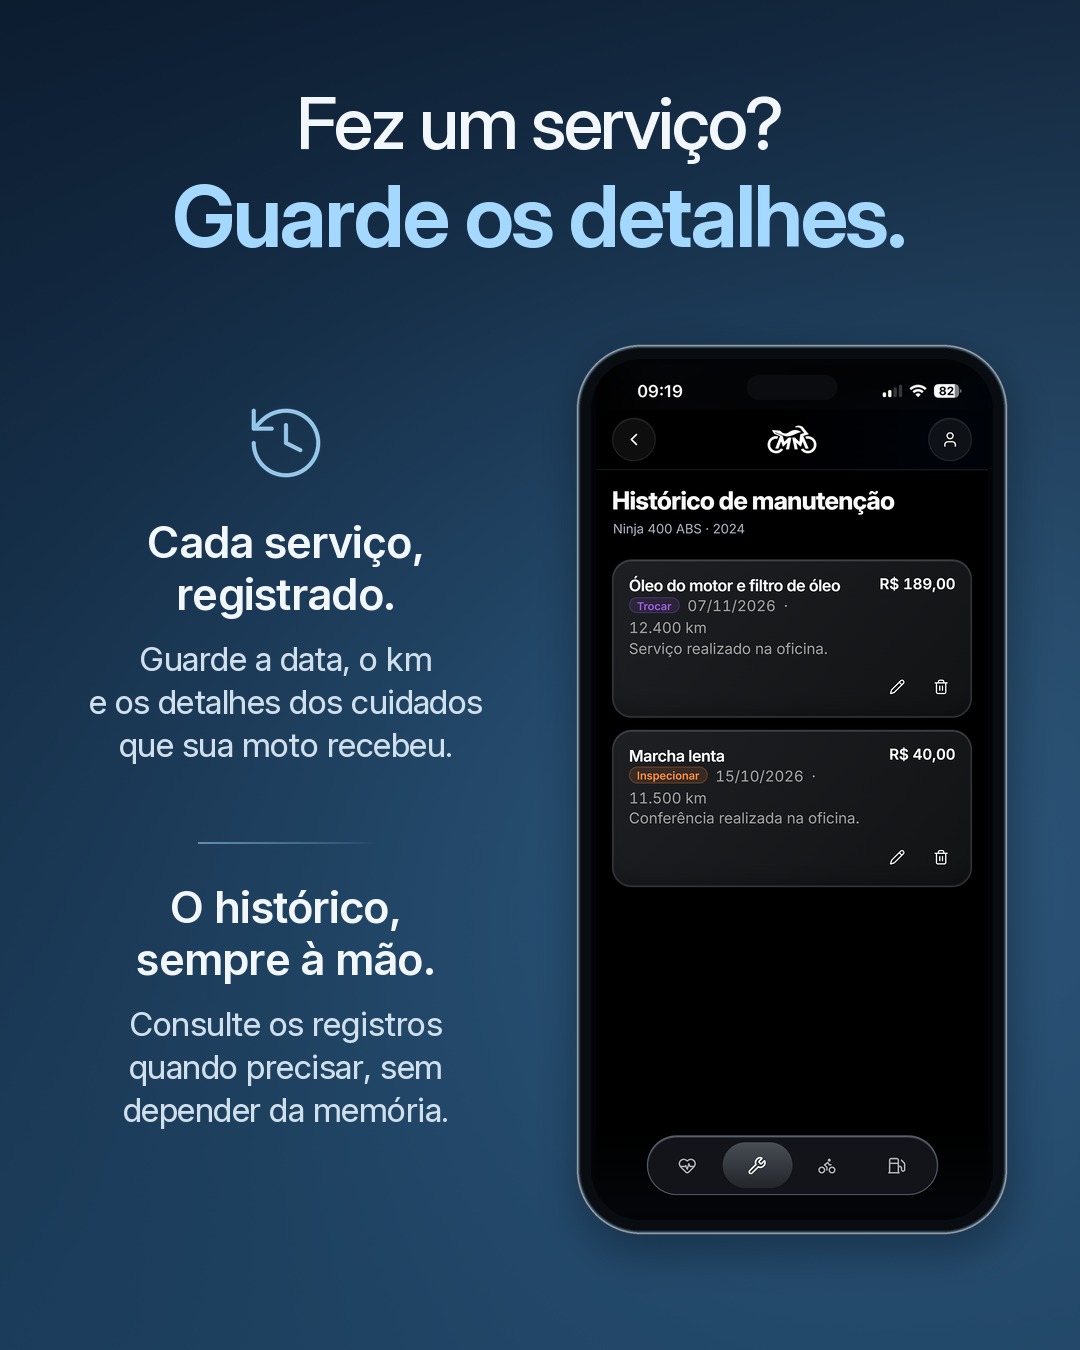 Fez um serviço?
Guarde os detalhes.
Cada serviço,
registrado.
Guarde a data, o km
e os detalhes dos cuidados
que sua moto recebeu.
O histórico,
sempre à mão.
Consulte os registros
quando precisar, sem
depender da memória.
09:19
82
MM
Histórico de manutenção
Ninja 400 ABS · 2024
Óleo do motor e filtro de óleo R$ 189,00
Trocar 07/11/2026 ·
12.400 km
Serviço realizado na oficina.
Marcha lenta R$ 40,00
Inspecionar 15/10/2026 ·
11.500 km
Conferência realizada na oficina.